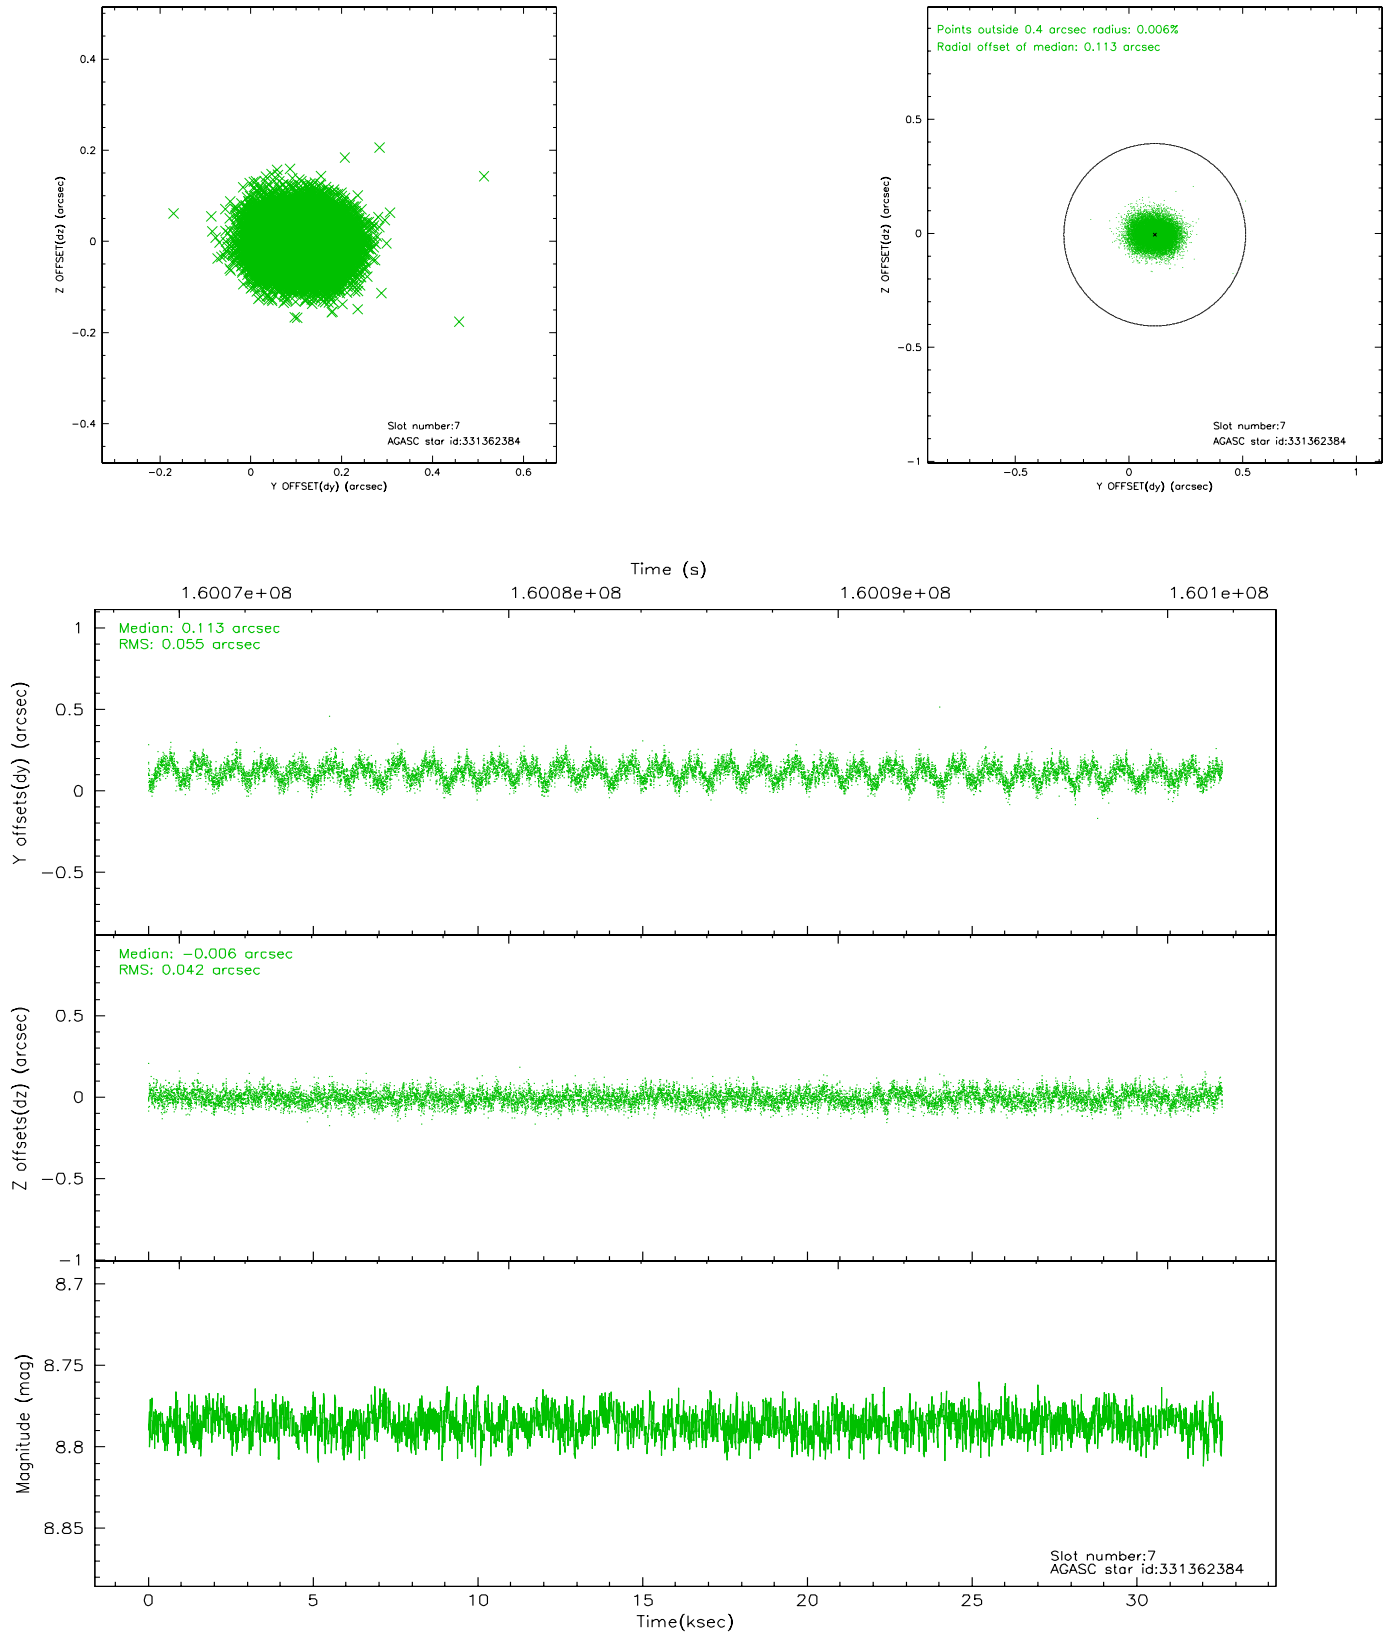 0.4
0.2
0
−0.2
−0.4
−0.2
0
0.2
0.4
0.6
Z OFFSET(dz) (arcsec)
Y OFFSET(dy) (arcsec)
Slot number:7
AGASC star id:331362384
Points outside 0.4 arcsec radius: 0.006%
Radial offset of median: 0.113 arcsec
0.5
0
−0.5
−1
−0.5
0
0.5
1
Z OFFSET(dz) (arcsec)
Y OFFSET(dy) (arcsec)
Slot number:7
AGASC star id:331362384
Time (s)
1.6007e+08
1.6008e+08
1.6009e+08
1.601e+08
Median: 0.113 arcsec
RMS: 0.055 arcsec
1
0.5
0
−0.5
Y offsets(dy) (arcsec)
Median: −0.006 arcsec
RMS: 0.042 arcsec
0.5
0
−0.5
−1
Z offsets(dz) (arcsec)
8.7
8.75
8.8
8.85
Magnitude (mag)
Slot number:7
AGASC star id:331362384
0
5
10
15
20
25
30
Time(ksec)